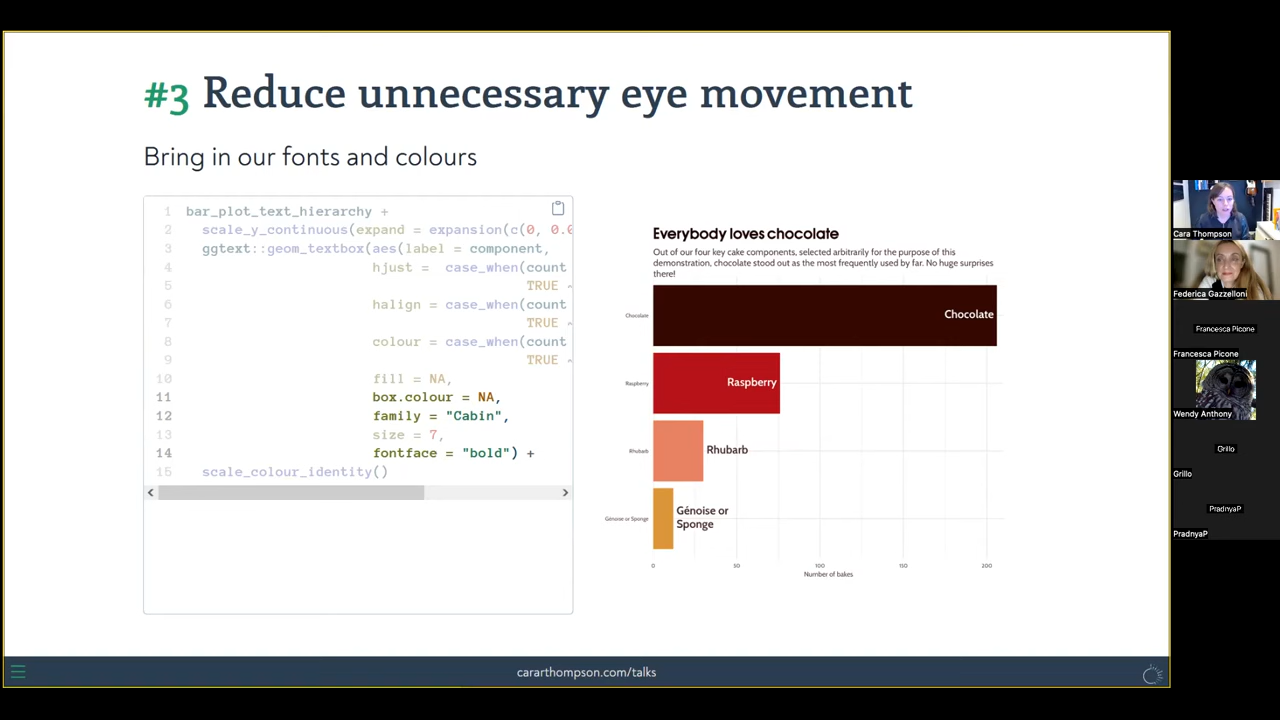 #3 Reduce unnecessary eye movement
Bring in our fonts and colours
1 bar_plot_text_hierarchy +
2 scale_y_continuous(expand = expansion(c(0, 0.0
3 ggtext::geom_textbox(aes(label = component,
4 hjust = case_when(count
5 TRUE ~
6 halign = case_when(count
7 TRUE ~
8 colour = case_when(count
9 TRUE ~
10 fill = NA,
11 box.colour = NA,
12 family = "Cabin",
13 size = 7,
14 fontface = "bold") +
15 scale_colour_identity()
Everybody loves chocolate
Out of our four key cake components, selected arbitrarily for the purpose of this
demonstration, chocolate stood out as the most frequently used by far. No huge surprises
there!
Chocolate
Chocolate
Raspberry
Raspberry
Rhubarb
Rhubarb
Génoise or Sponge
Génoise or
Sponge
0 50 100 150 200
Number of bakes
cararthompson.com/talks
Cara Thompson
Federica Gazzelloni
Francesca Picone
Francesca Picone
Wendy Anthony
Grillo
Grillo
PradnyaP
PradnyaP